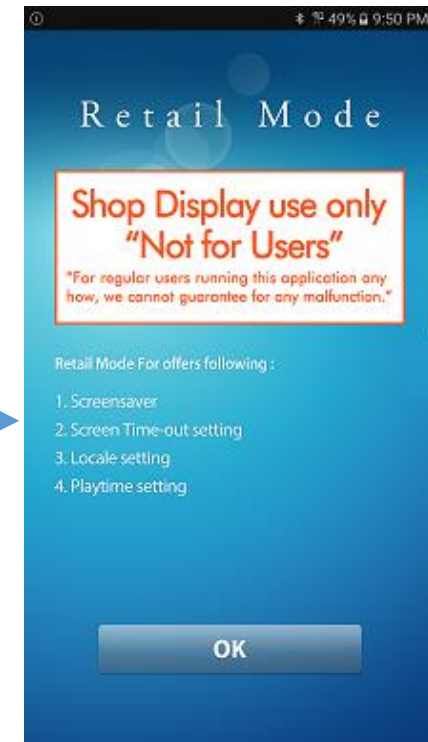 49% 9:50 PM
Retail Mode
Shop Display use only
“Not for Users”
"For regular users running this application any
how, we cannot guarantee for any malfunction."
Retail Mode For offers following :
1. Screensaver
2. Screen Time-out setting
3. Locale setting
4. Playtime setting
OK